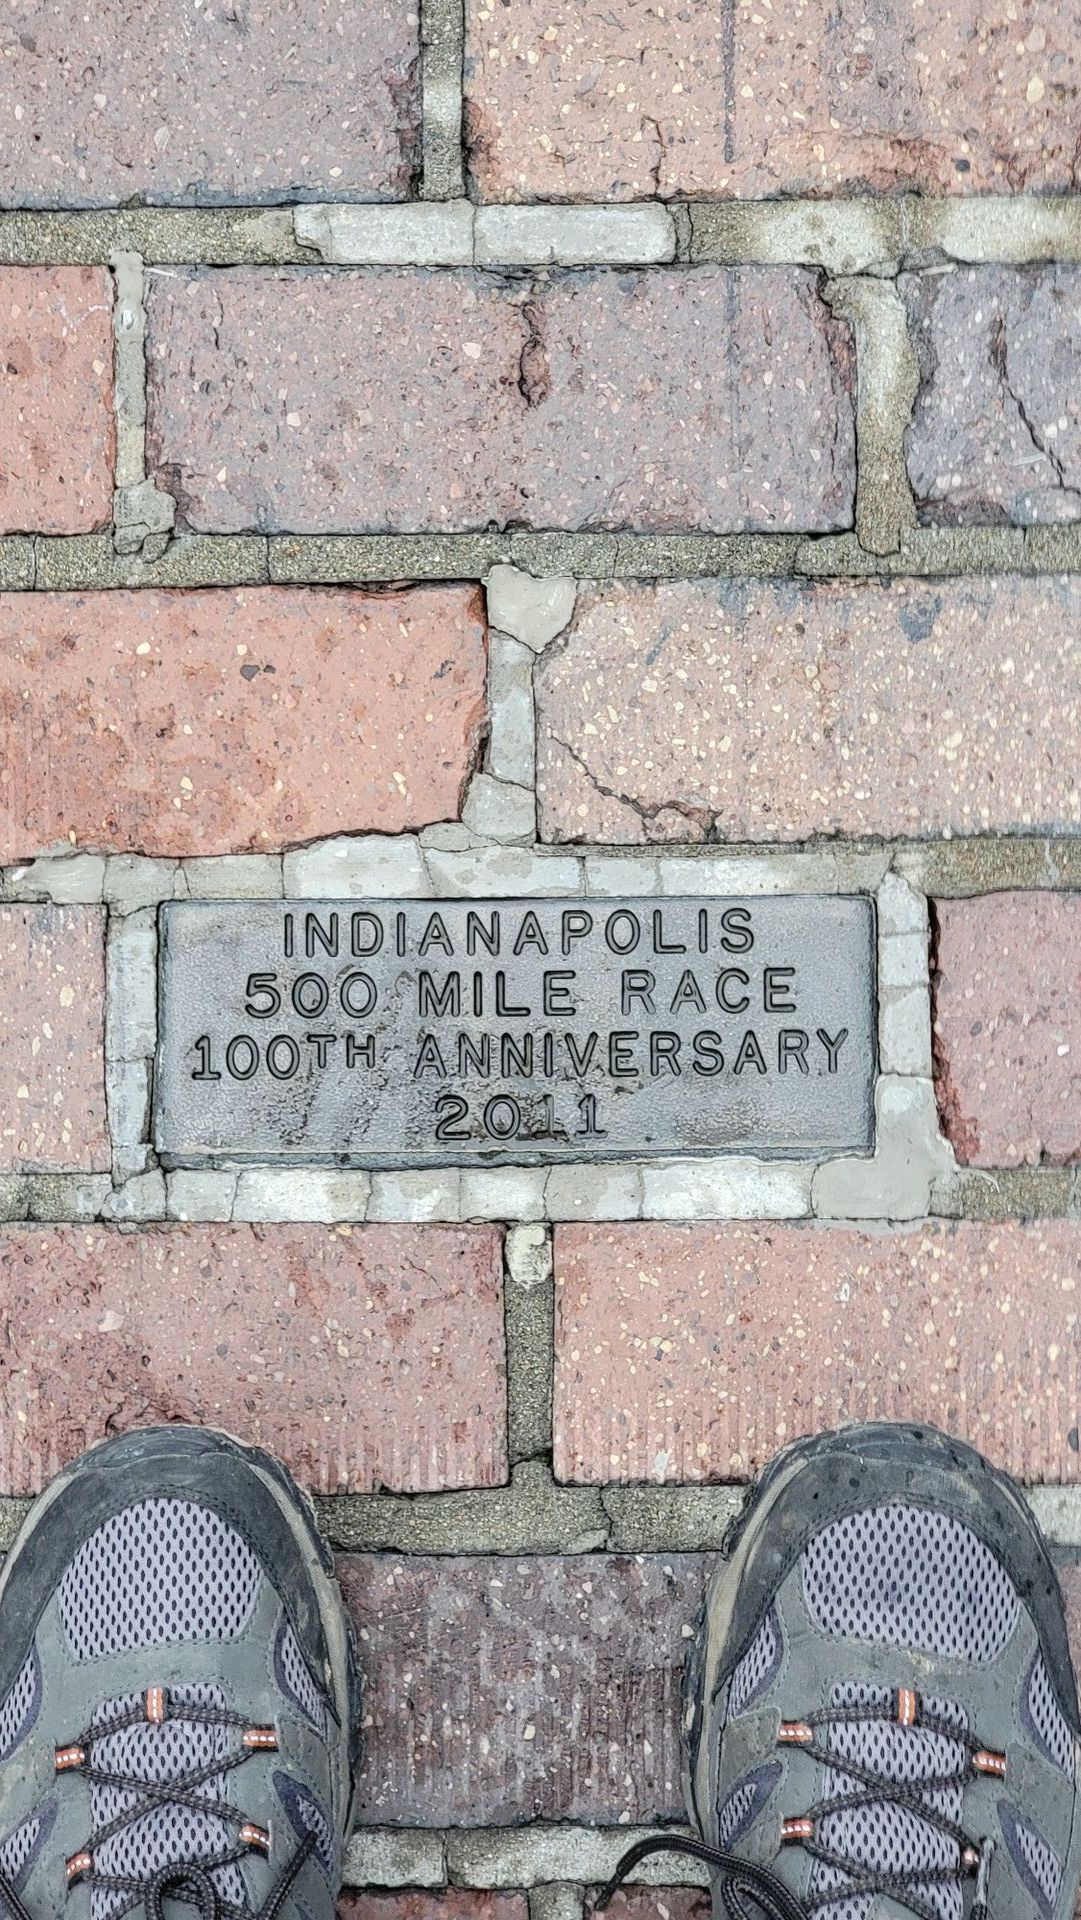 INDIANAPOLIS
500 MILE RACE
100TH ANNIVERSARY
2011